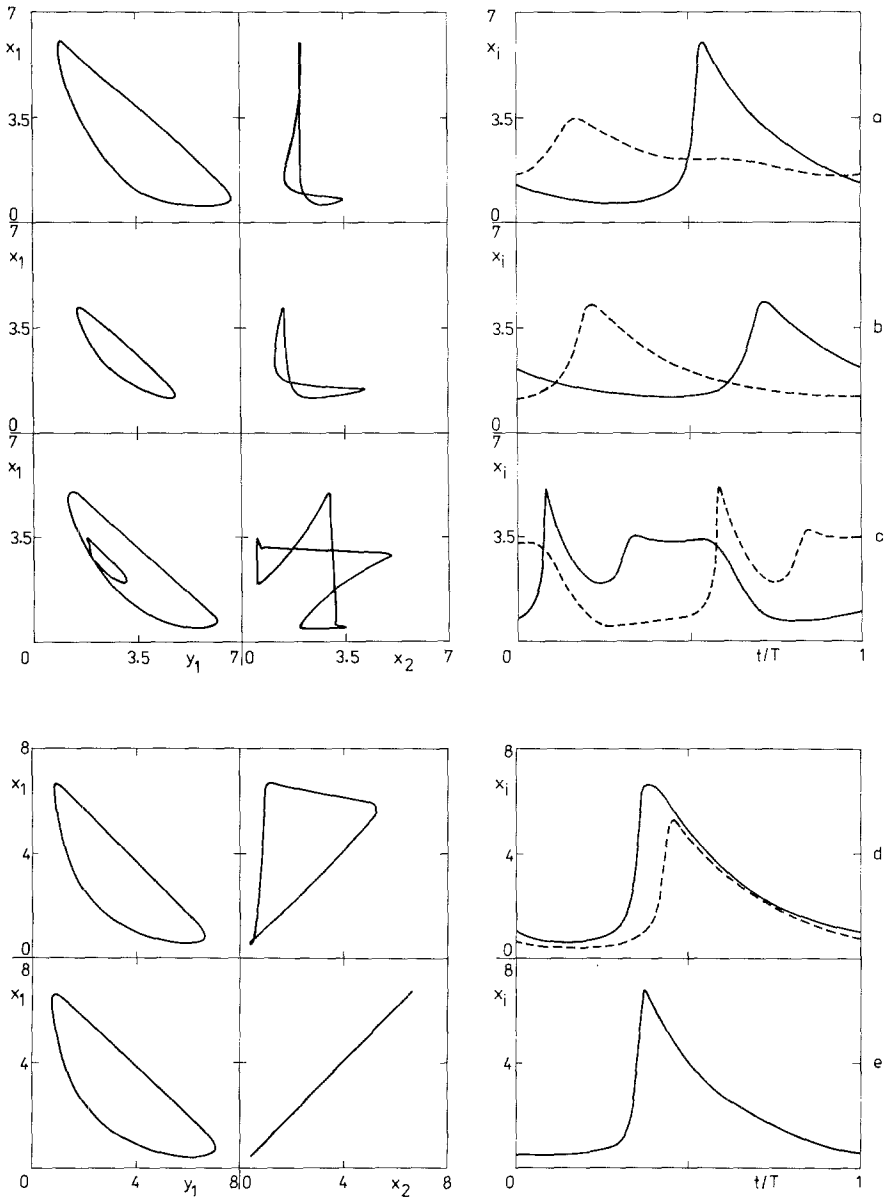 7 7
x1 xi
3.5 3.5 a
0 0
7 7
x1 xi
3.5 3.5 b
0 0
7 7
x1 xi
3.5 3.5 c
0 3.5 y1 7 0 3.5 x2 7 0 t/T 1
8 8
x1 xi
4 4 d
0 0
8 8
x1 xi
4 4 e
0 4 y1 8 0 4 x2 8 0 t/T 1